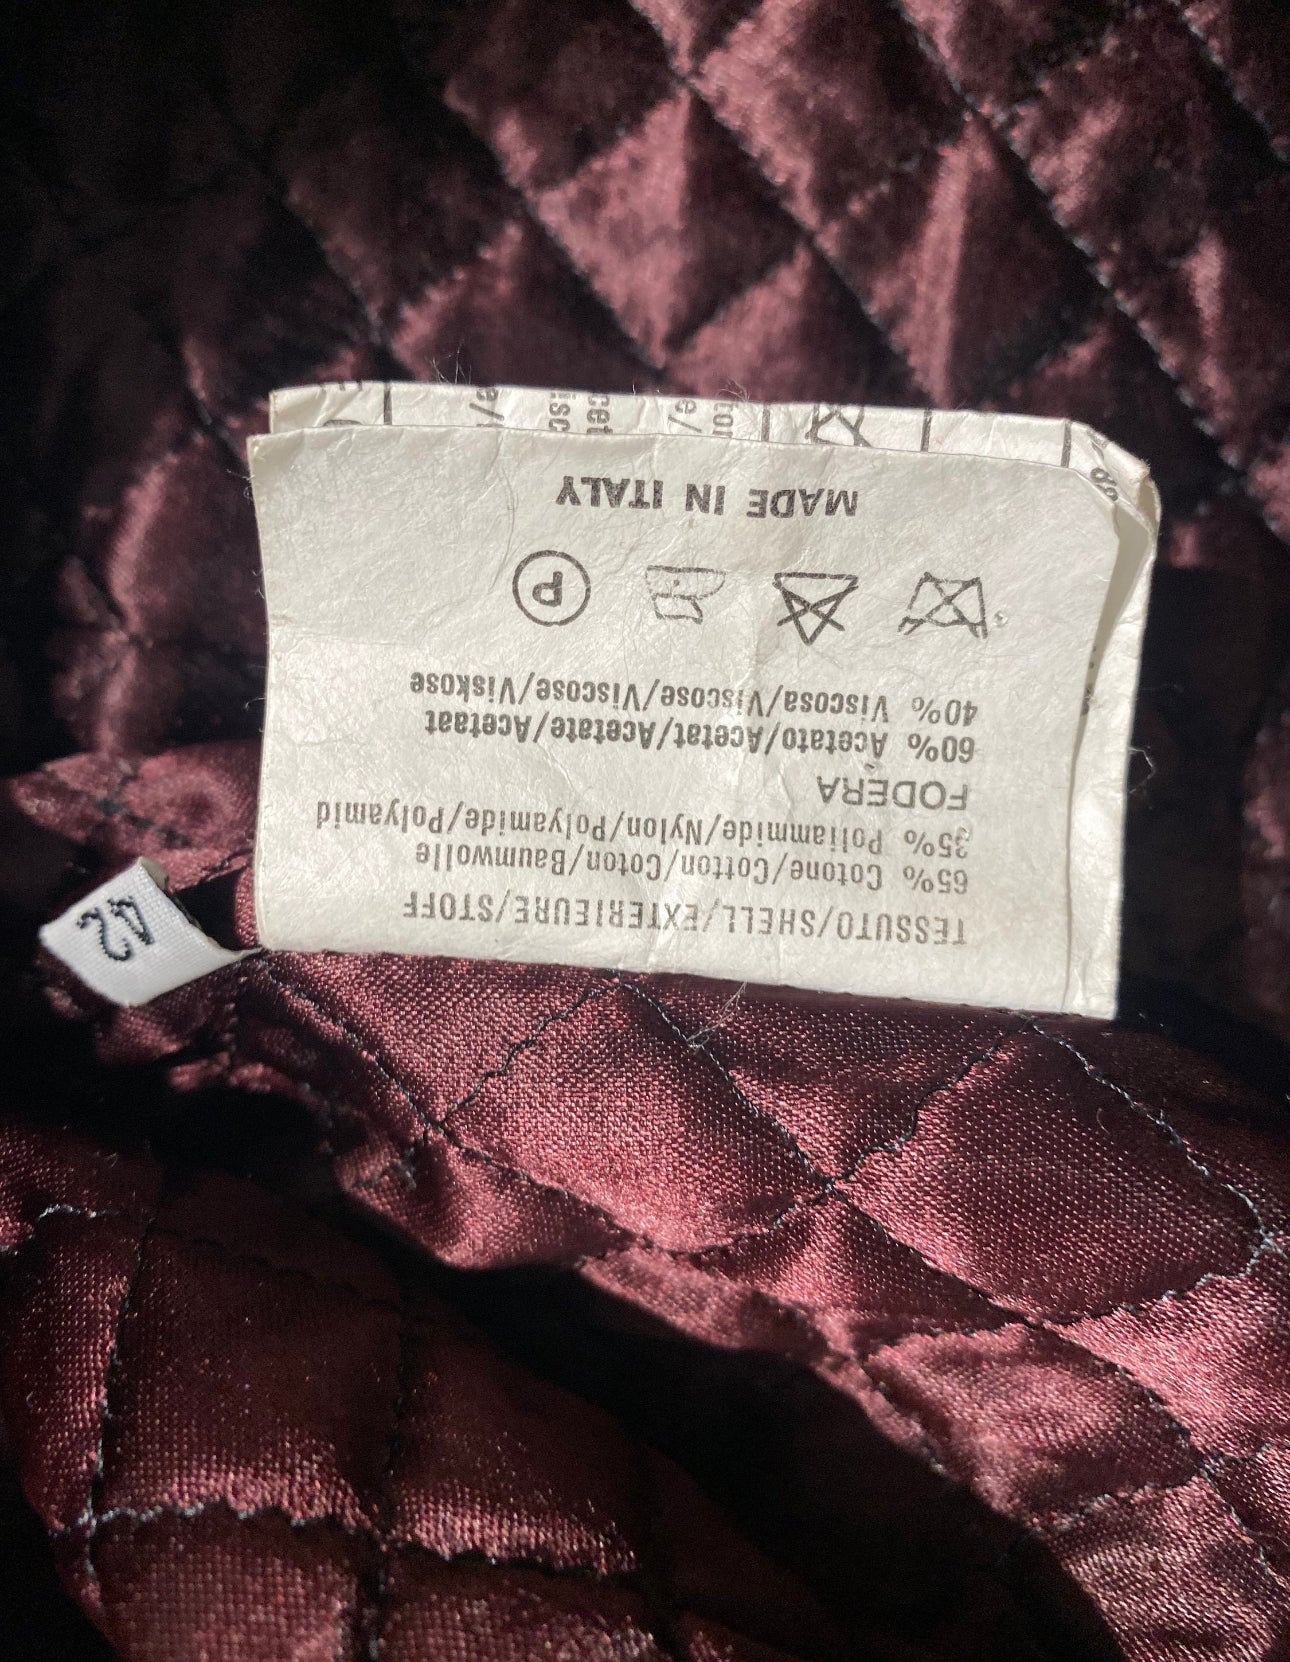 TESSUTO/SHELL/EXTERIEURE/STOFF
65% Cotone/Cotton/Coton/Baumwolle
35% Poliammide/Nylon/Polyamide/Polyamid
FODERA
60% Acetato/Acetat/Acetat/Acetate/Acetaat
40% Viscosa/Viscose/Viscose/Viskose
P
MADE IN ITALY
42